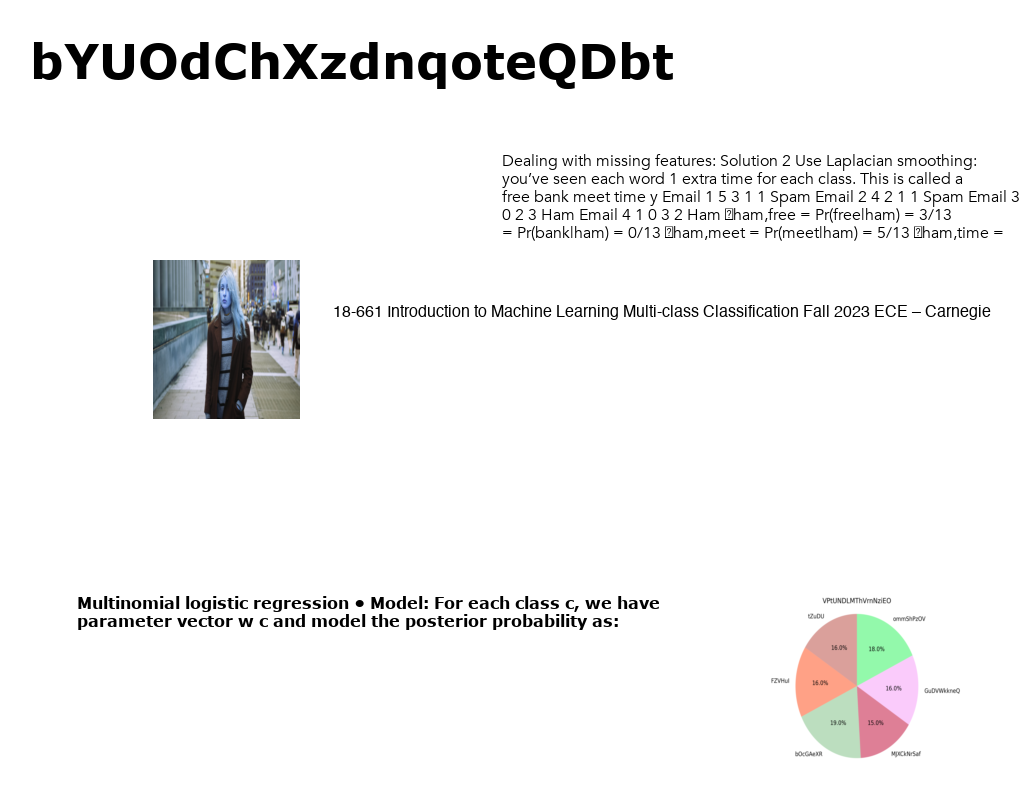 bYUOdChXzdnqoteQDbt
Dealing with missing features: Solution 2 Use Laplacian smoothing:
you’ve seen each word 1 extra time for each class. This is called a
free bank meet time y Email 1 5 3 1 1 Spam Email 2 4 2 1 1 Spam Email 3
0 2 3 Ham Email 4 1 0 3 2 Ham ham,free = Pr(free|ham) = 3/13
= Pr(bank|ham) = 0/13 ham,meet = Pr(meet|ham) = 5/13 ham,time =
18-661 Introduction to Machine Learning Multi-class Classification Fall 2023 ECE – Carnegie
Multinomial logistic regression • Model: For each class c, we have
parameter vector w c and model the posterior probability as:
VPtUNDLMThVrnNziEO
tZuDU
ommShPzOV
16.0%
18.0%
FZVHuI
16.0%
16.0%
GuDVWkkneQ
19.0%
15.0%
bOcGAeXR
MJXCkNrSaf